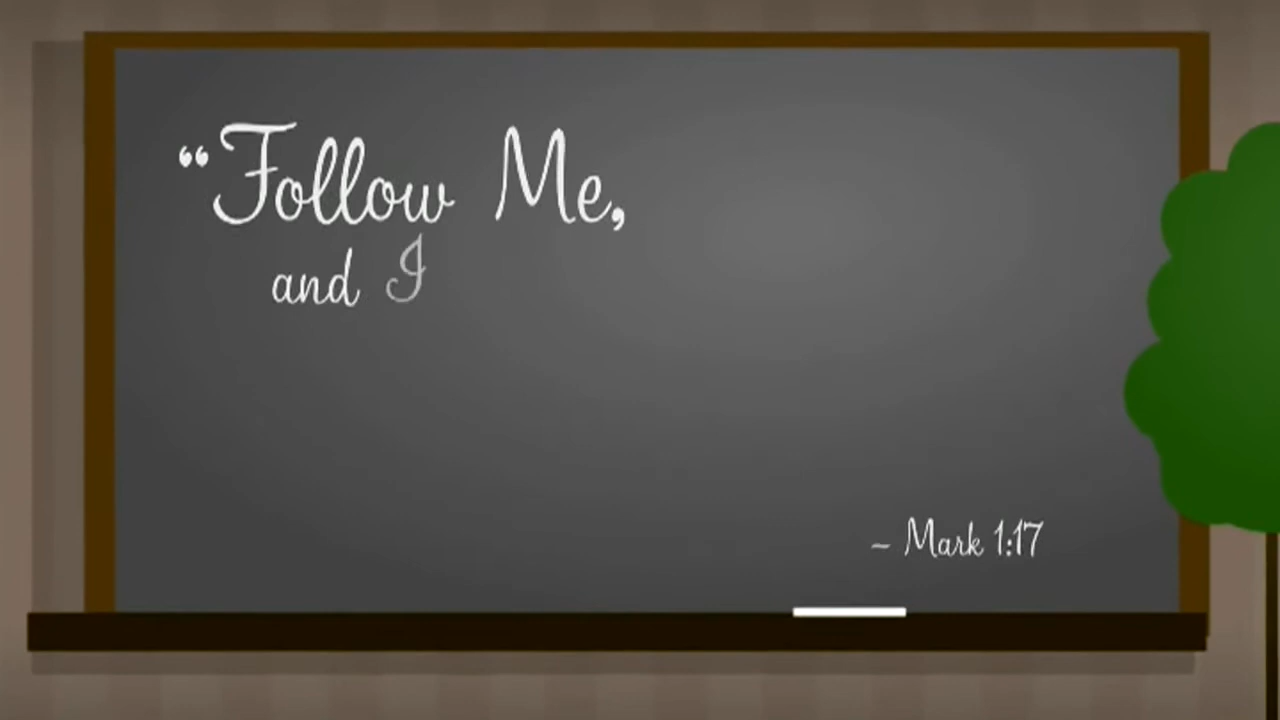 “Follow Me,
and I
~ Mark 1:17